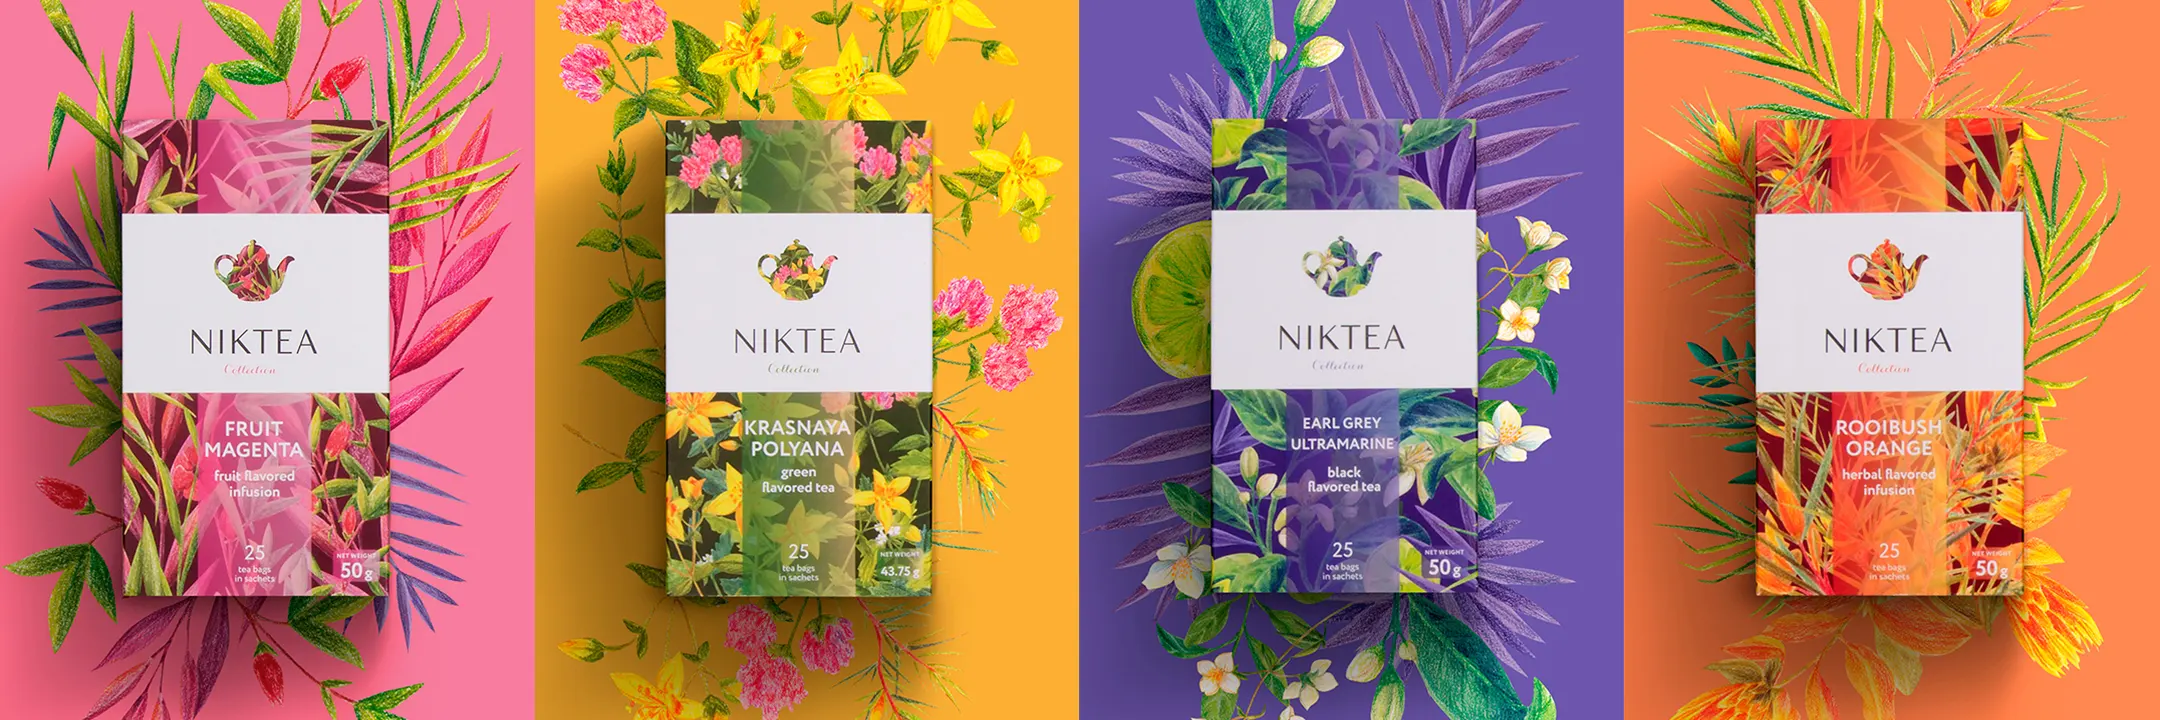 NIKTEA
Collection
FRUIT
MAGENTA
fruit flavored
infusion
25
tea bags
in sachets
NET WEIGHT
50 g
NIKTEA
Collection
KRASNAYA
POLYANA
green
flavored tea
25
tea bags
in sachets
NET WEIGHT
43.75 g
NIKTEA
Collection
EARL GREY
ULTRAMARINE
black
flavored tea
25
tea bags
in sachets
NET WEIGHT
50 g
NIKTEA
Collection
ROOIBUSH
ORANGE
herbal flavored
infusion
25
tea bags
in sachets
NET WEIGHT
50 g